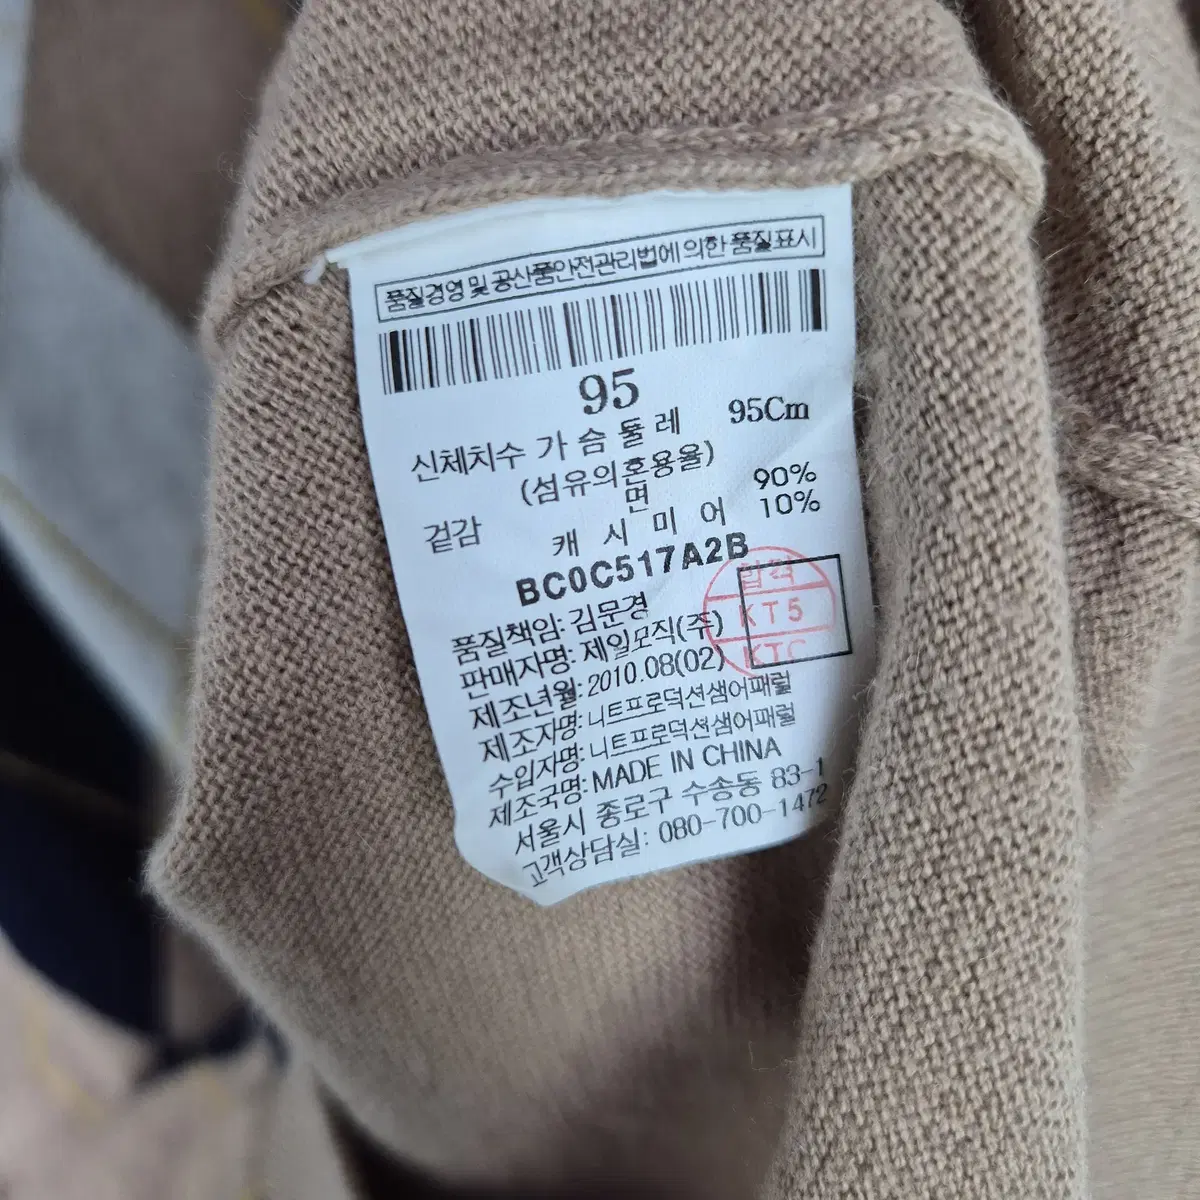 품질경영 및 공산품안전관리법에 의한 품질표시
95
신체치수 가 슴 둘 레 95Cm
(섬유의혼용율)
겉감 면 90%
캐 시 미 어 10%
BC0C517A2B
합격
KT5
KTC
품질책임: 김문경
판매자명: 제일모직(주)
제조년월: 2010.08(02)
제조자명: 니트프로덕션샘어패럴
수입자명: 니트프로덕션샘어패럴
제조국명: MADE IN CHINA
서울시 종로구 수송동 83-1
고객상담실: 080-700-1472